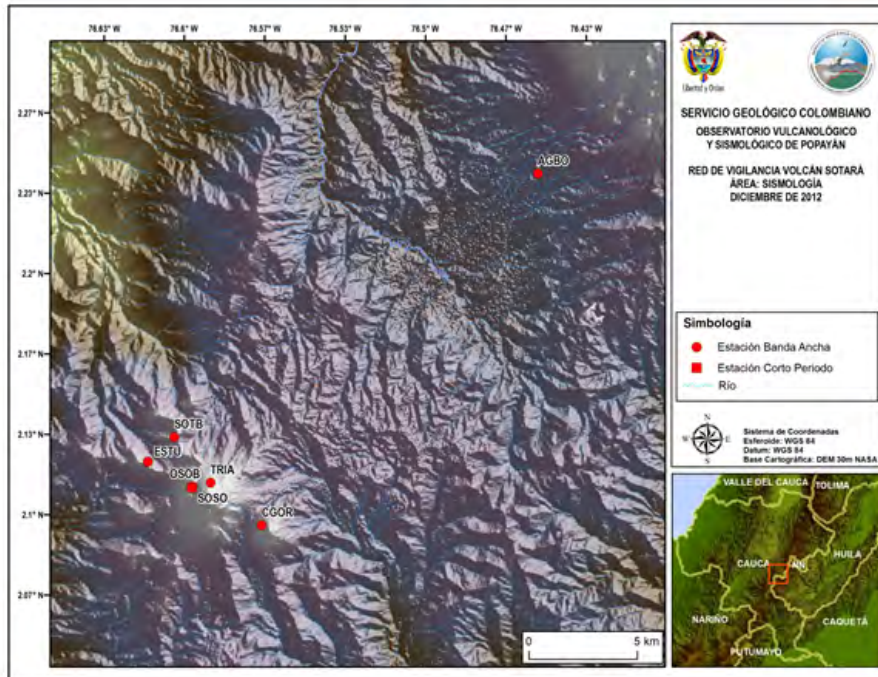 76.63° W 76.6° W 76.57° W 76.53° W 76.5° W 76.47° W 76.43° W
2.27° N
2.23° N
2.2° N
2.17° N
2.13° N
2.1° N
2.07° N
AGBO
SOTB
ESTU
TRIA
OSOB
SOSO
CGOR
0 5 km
Libertad y Orden
SERVICIO GEOLÓGICO COLOMBIANO
OBSERVATORIO VULCANOLÓGICO
Y SISMOLÓGICO DE POPAYÁN
RED DE VIGILANCIA VOLCÁN SOTARÁ
ÁREA: SISMOLOGÍA
DICIEMBRE DE 2012
Simbología
Estación Banda Ancha
Estación Corto Periodo
Río
N
W E
S
Sistema de Coordenadas
Esferoide: WGS 84
Datum: WGS 84
Base Cartográfica: DEM 30m NASA
VALLE DEL CAUCA
TOLIMA
HUILA
CAUCA
NARIÑO
CAQUETÁ
PUTUMAYO